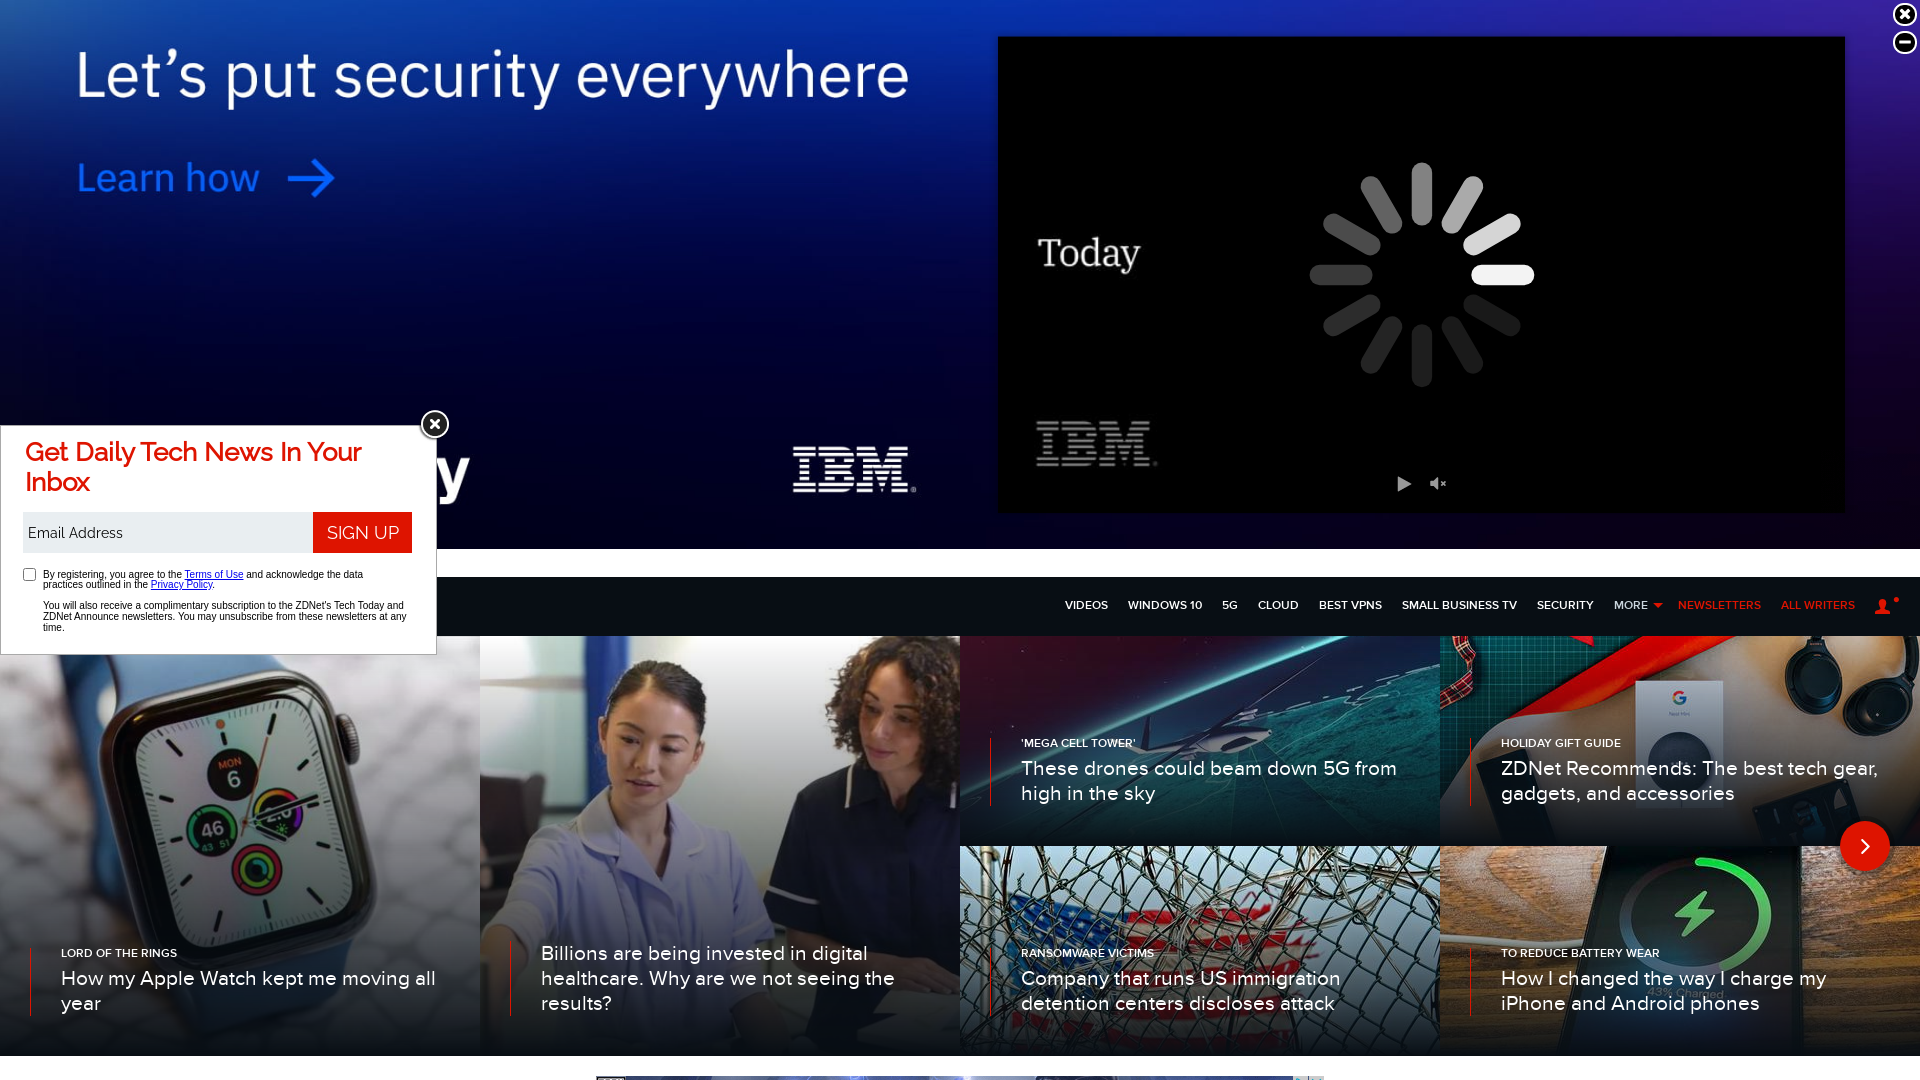 Let's put security everywhere
Learn how
Today
IBM
IBM
y
Get Daily Tech News In Your
Inbox
Email Address
SIGN UP
By registering, you agree to the Terms of Use and acknowledge the data
practices outlined in the Privacy Policy.
You will also receive a complimentary subscription to the ZDNet's Tech Today and
ZDNet Announce newsletters. You may unsubscribe from these newsletters at any
time.
VIDEOS WINDOWS 10 5G CLOUD BEST VPNS SMALL BUSINESS TV SECURITY MORE NEWSLETTERS ALL WRITERS
MON
6
46
43 51
LORD OF THE RINGS
How my Apple Watch kept me moving all
year
Billions are being invested in digital
healthcare. Why are we not seeing the
results?
'MEGA CELL TOWER'
These drones could beam down 5G from
high in the sky
G
HOLIDAY GIFT GUIDE
ZDNet Recommends: The best tech gear,
gadgets, and accessories
RANSOMWARE VICTIMS
Company that runs US immigration
detention centers discloses attack
TO REDUCE BATTERY WEAR
How I changed the way I charge my
iPhone and Android phones
43% Charged